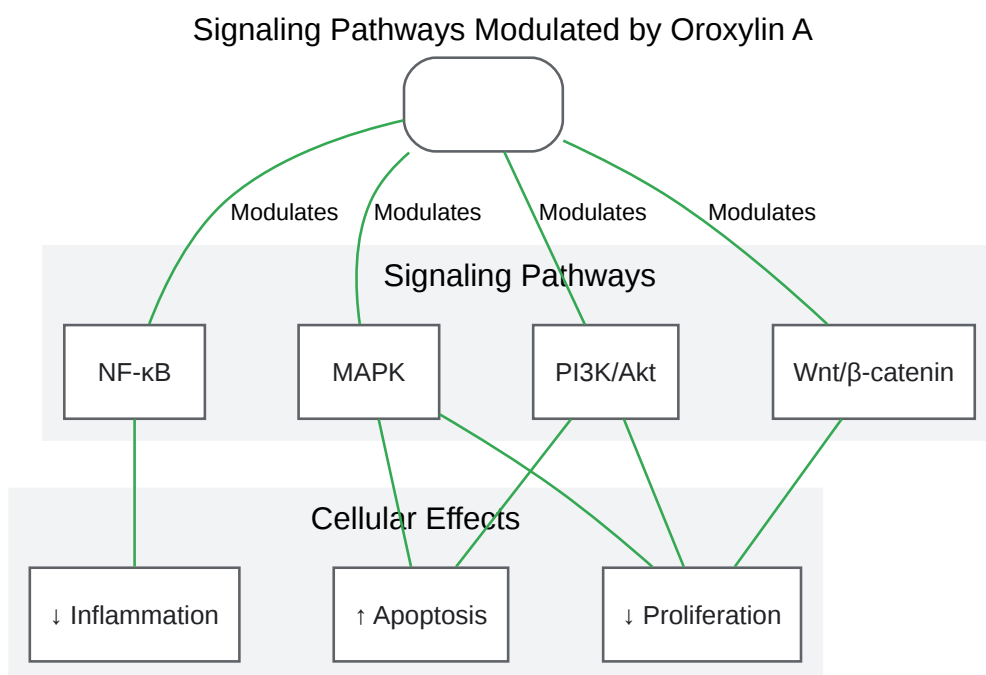 Signaling Pathways Modulated by Oroxylin A
Modulates Modulates Modulates Modulates
Signaling Pathways
NF-κB MAPK PI3K/Akt Wnt/β-catenin
Cellular Effects
↓ Inflammation ↑ Apoptosis ↓ Proliferation